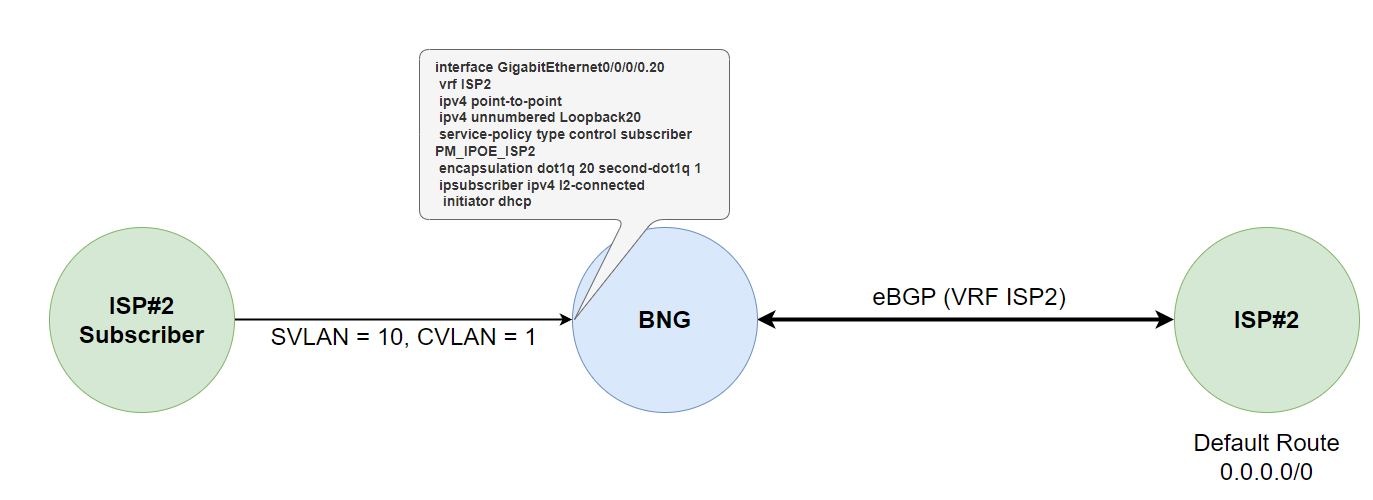 interface GigabitEthernet0/0/0/0.20
vrf ISP2
ipv4 point-to-point
ipv4 unnumbered Loopback20
service-policy type control subscriber
PM_IPOE_ISP2
encapsulation dot1q 20 second-dot1q 1
ipsubscriber ipv4 l2-connected
initiator dhcp
ISP#2
Subscriber
SVLAN = 10, CVLAN = 1
BNG
eBGP (VRF ISP2)
ISP#2
Default Route
0.0.0.0/0